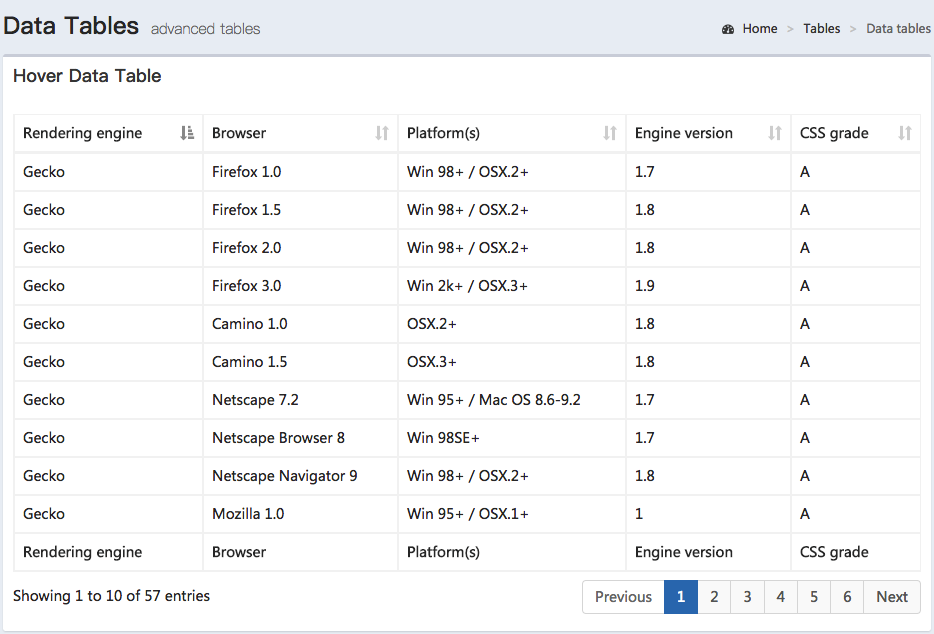 Data Tables advanced tables Home > Tables > Data tables
Hover Data Table
Rendering engine Browser Platform(s) Engine version CSS grade
Gecko Firefox 1.0 Win 98+ / OSX.2+ 1.7 A
Gecko Firefox 1.5 Win 98+ / OSX.2+ 1.8 A
Gecko Firefox 2.0 Win 98+ / OSX.2+ 1.8 A
Gecko Firefox 3.0 Win 2k+ / OSX.3+ 1.9 A
Gecko Camino 1.0 OSX.2+ 1.8 A
Gecko Camino 1.5 OSX.3+ 1.8 A
Gecko Netscape 7.2 Win 95+ / Mac OS 8.6-9.2 1.7 A
Gecko Netscape Browser 8 Win 98SE+ 1.7 A
Gecko Netscape Navigator 9 Win 98+ / OSX.2+ 1.8 A
Gecko Mozilla 1.0 Win 95+ / OSX.1+ 1 A
Rendering engine Browser Platform(s) Engine version CSS grade
Showing 1 to 10 of 57 entries Previous 1 2 3 4 5 6 Next